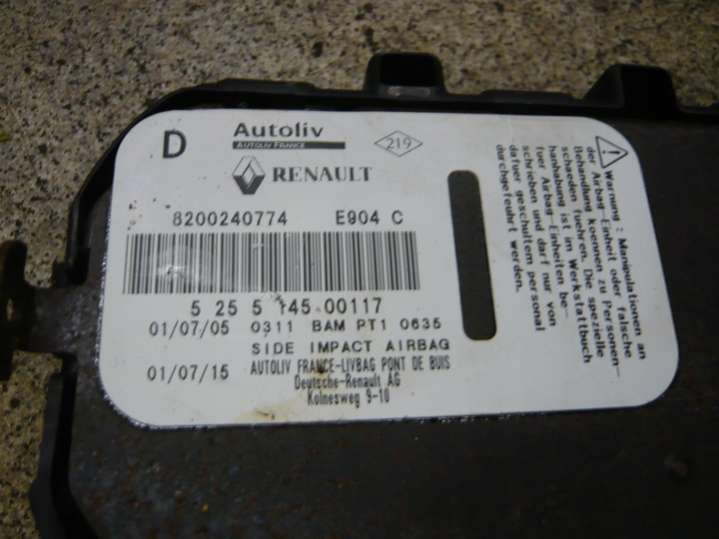 D
Autoliv
AUTOLIV FRANCE
219
RENAULT
8200240774 E904 C
5 25 5 145 00117
01/07/05 0311 BAM PT1 0635
SIDE IMPACT AIRBAG
01/07/15 AUTOLIV FRANCE-LIVBAG PONT DE BUIS
Deutsche-Renault AG
Kolnesweg 9-10
Warnung : Manipulationen an
der Airbag-Einheit oder falsche
Behandlung koennen zu Personen-
schaeden fuehren. Die spezielle
hanhabung ist im Werkstattbuch
fuer Airbag-Einheiten be-
schrieben und darf nur von
dafuer geschultem personal
durchgefuehrt werden.